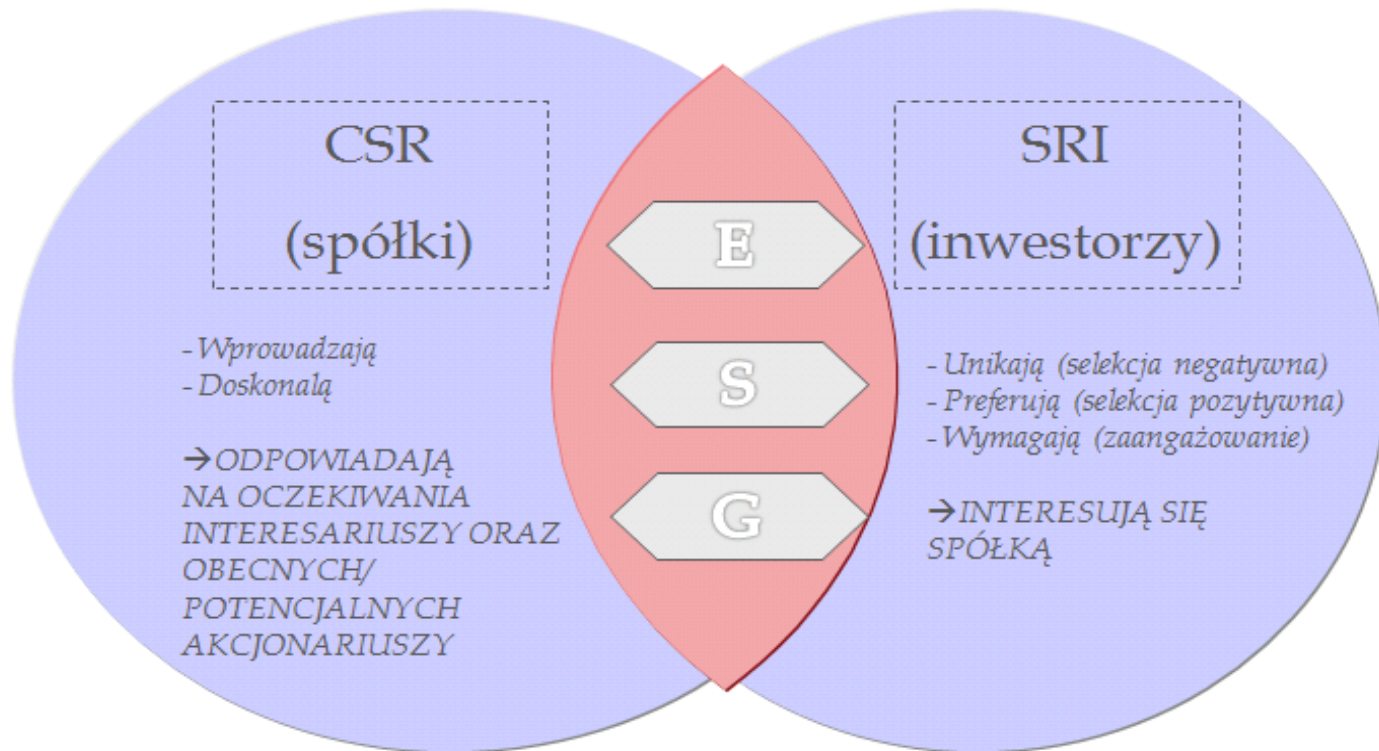 CSR
(spółki)
- Wprowadzają
- Doskonalą
→ODPOWIADAJĄ
NA OCZEKIWANIA
INTERESARIUSZY ORAZ
OBECNYCH/
POTENCJALNYCH
AKCJONARIUSZY
E
S
G
SRI
(inwestorzy)
- Unikają (selekcja negatywna)
- Preferują (selekcja pozytywna)
- Wymagają (zaangażowanie)
→INTERESUJĄ SIĘ
SPÓŁKĄ